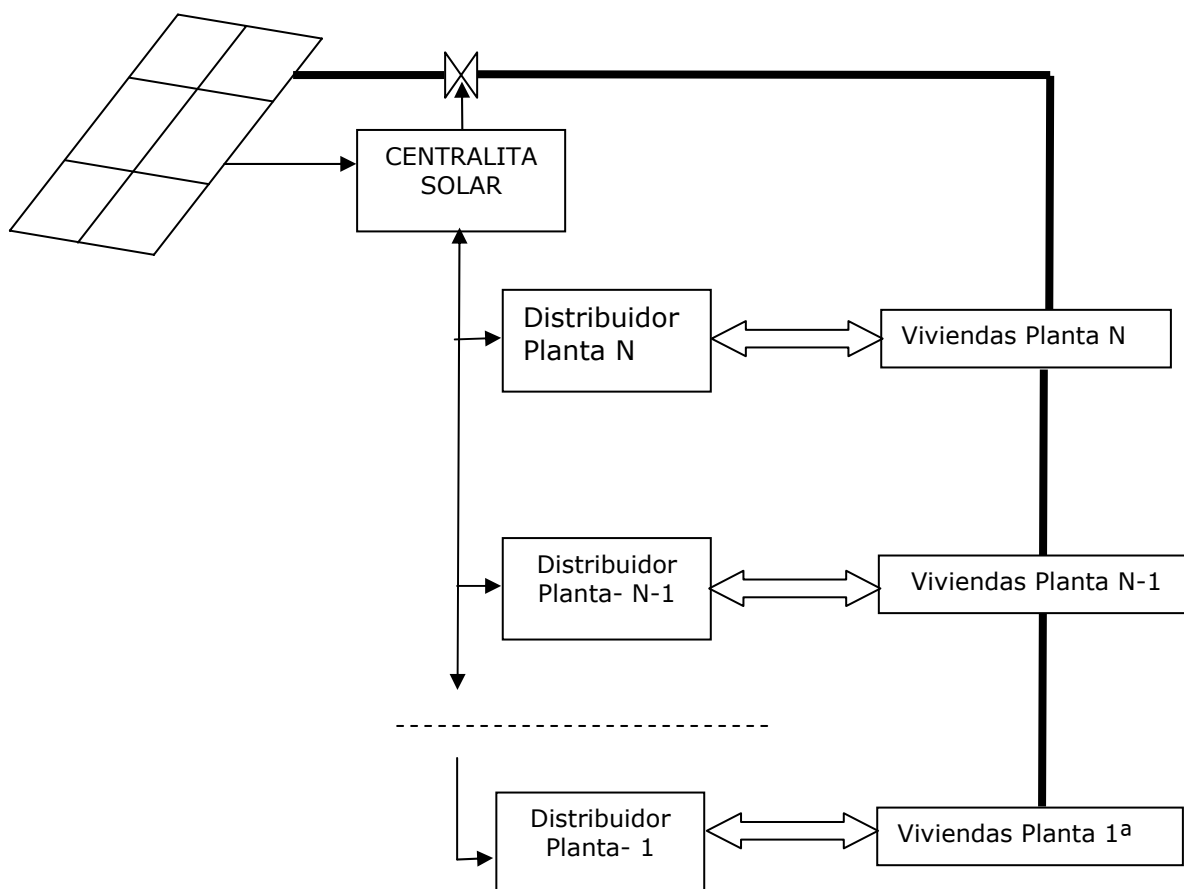 CENTRALITA
SOLAR
Distribuidor
Planta N
Viviendas Planta N
Distribuidor
Planta- N-1
Viviendas Planta N-1
Distribuidor
Planta- 1
Viviendas Planta 1ª